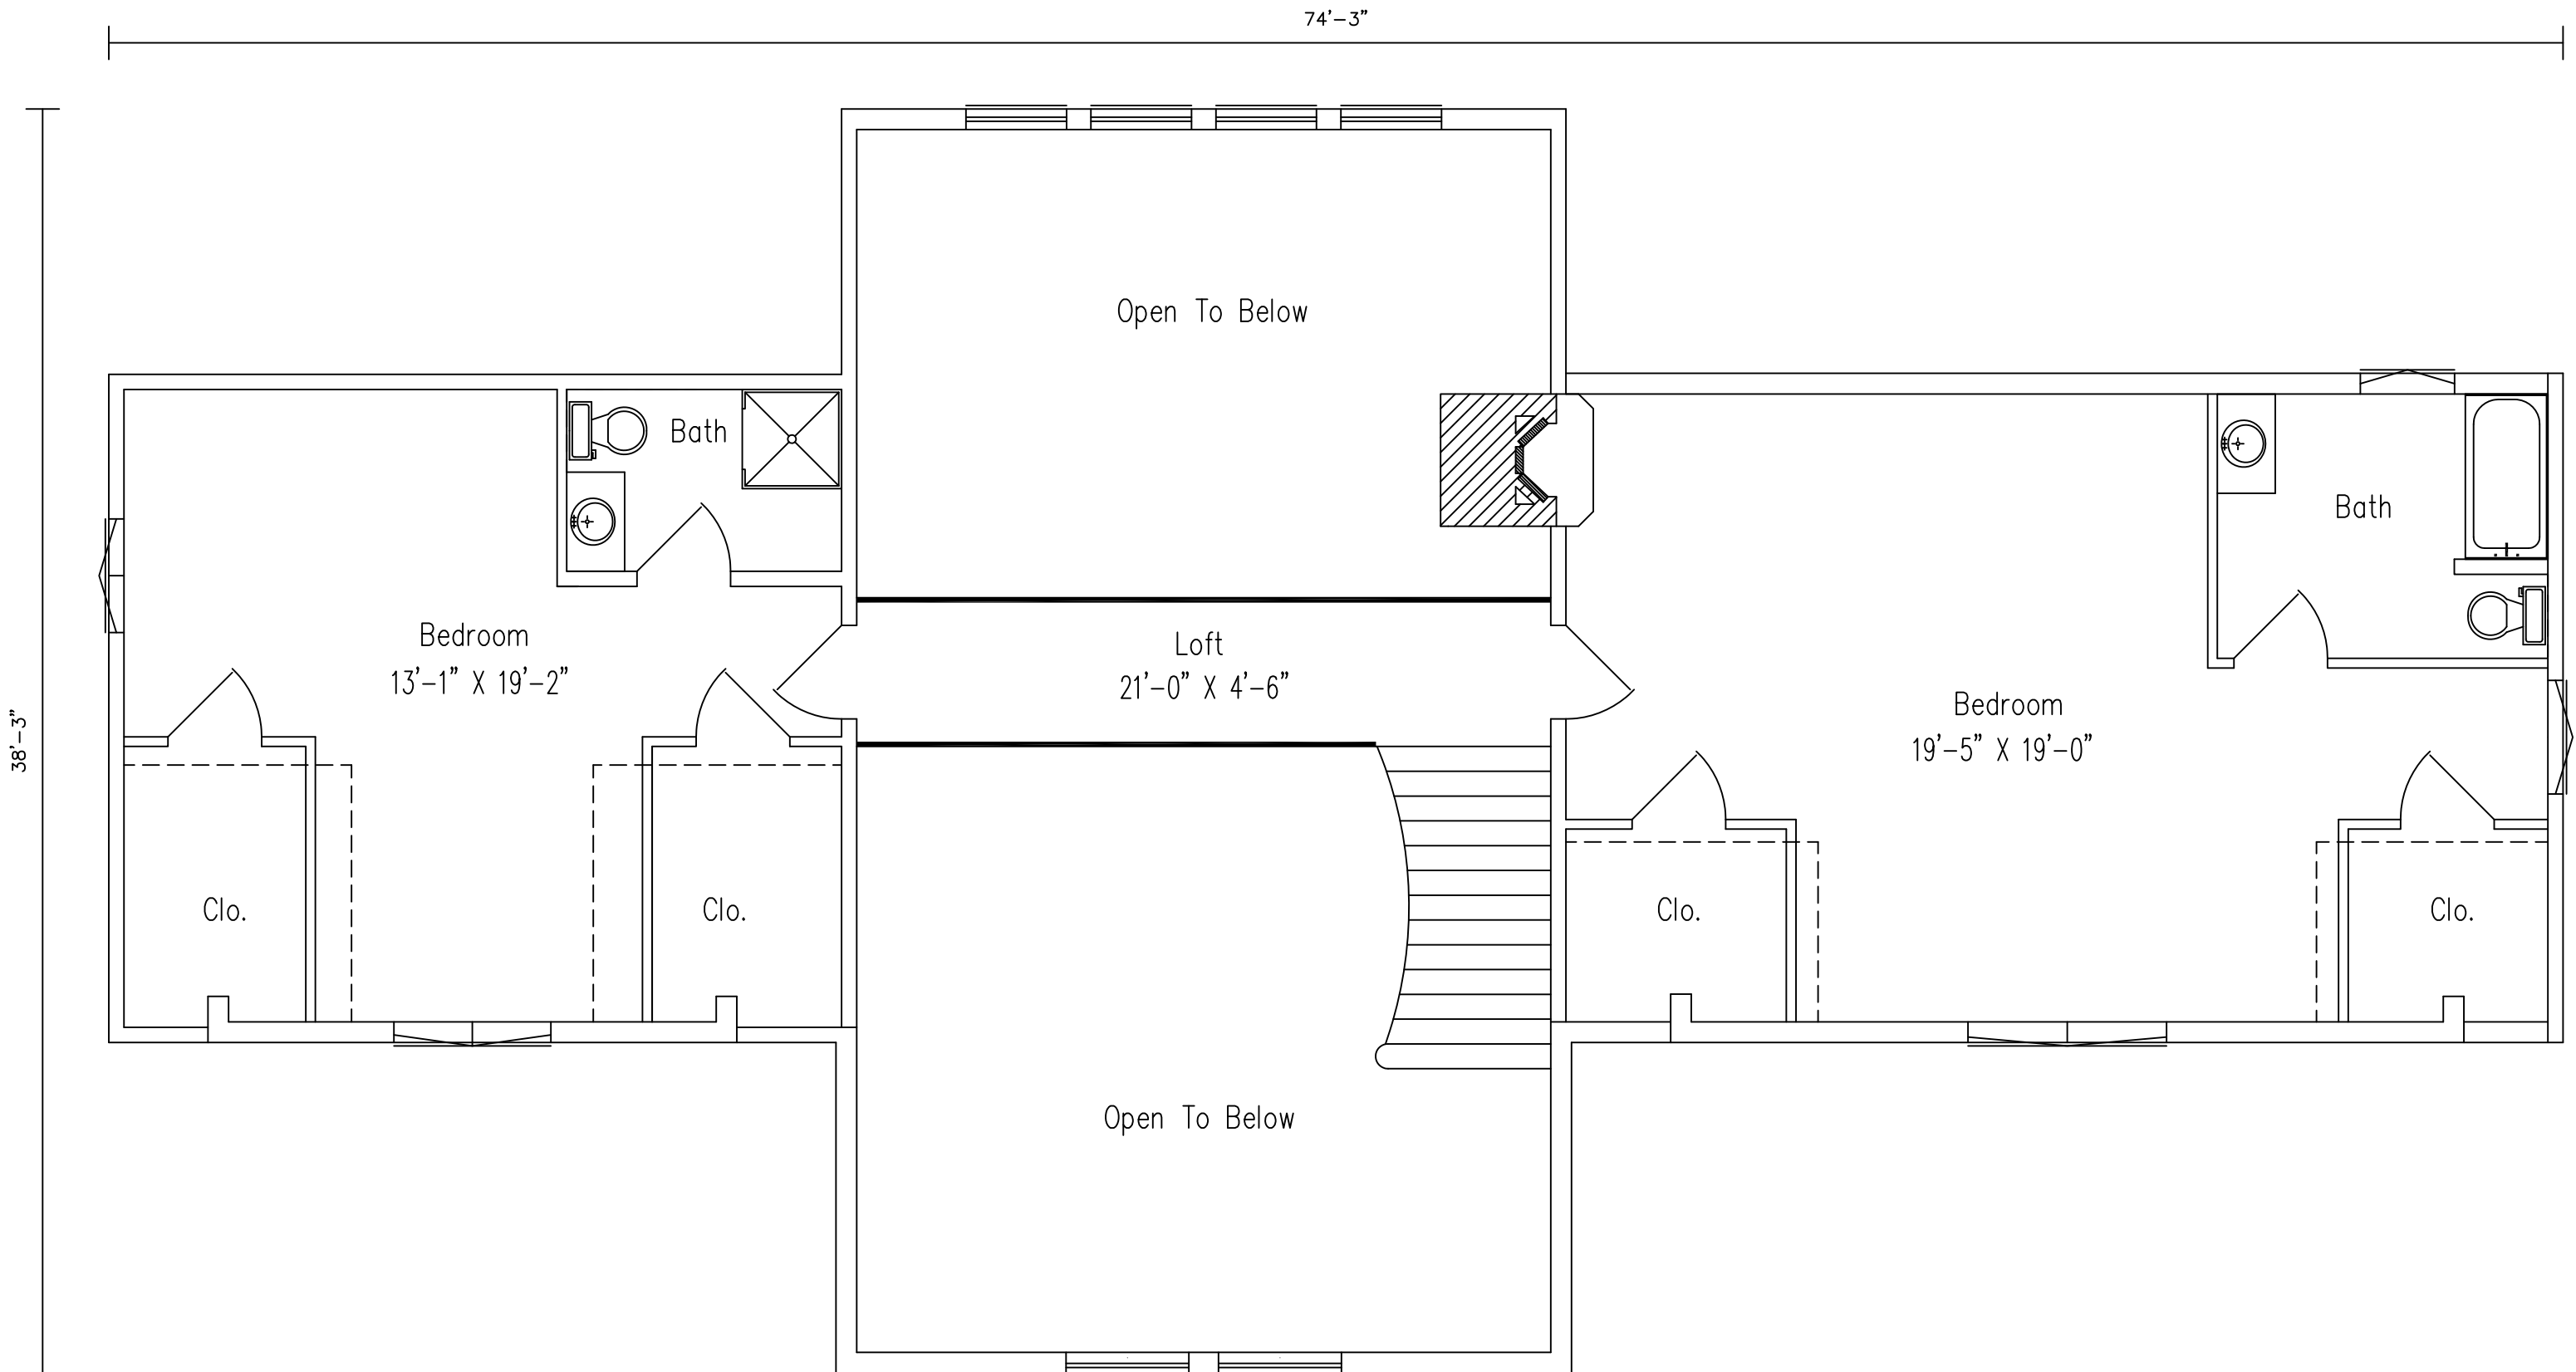 74'-3"
Open To Below
Bath
Bath
Bedroom
13'-1" X 19'-2"
Loft
21'-0" X 4'-6"
Bedroom
19'-5" X 19'-0"
38'-3"
Clo.
Clo.
Clo.
Clo.
Open To Below